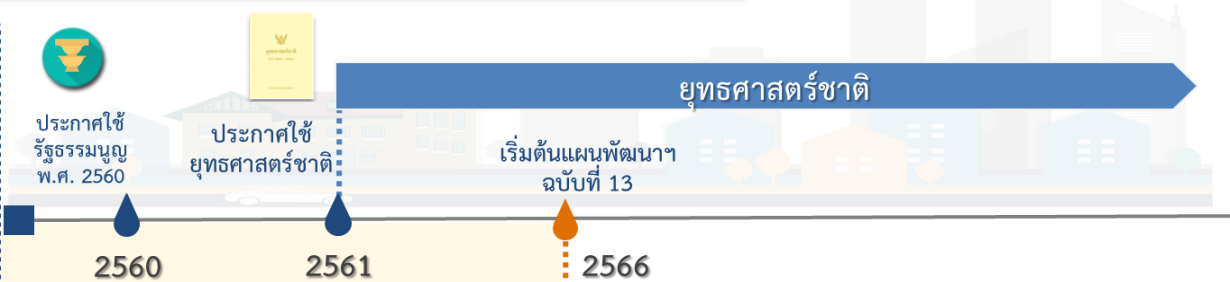 ประกาศใช้
รัฐธรรมนูญ
พ.ศ. 2560
ประกาศใช้
ยุทธศาสตร์ชาติ
ยุทธศาสตร์ชาติ
เริ่มต้นแผนพัฒนาฯ
ฉบับที่ 13
2560
2561
2566